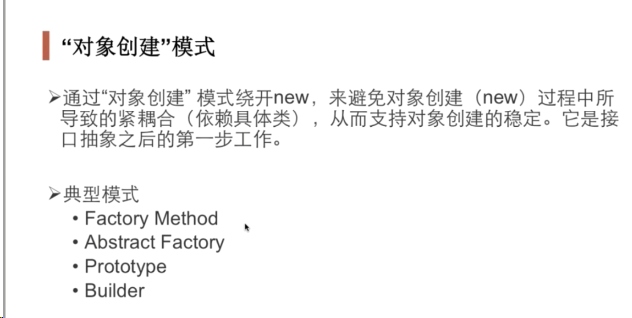 “对象创建”模式
➢通过“对象创建” 模式绕开new，来避免对象创建（new）过程中所
导致的紧耦合（依赖具体类），从而支持对象创建的稳定。它是接
口抽象之后的第一步工作。
➢典型模式
• Factory Method
• Abstract Factory
• Prototype
• Builder